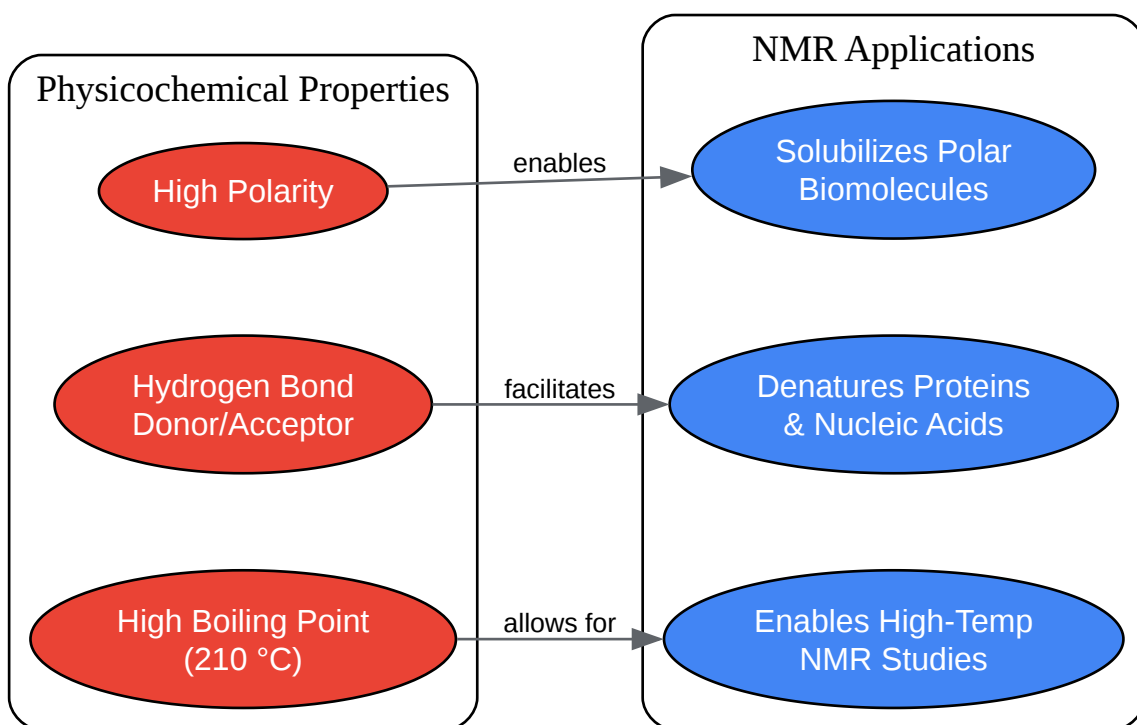 Physicochemical Properties
High Polarity
Hydrogen Bond
Donor/Acceptor
High Boiling Point
(210 °C)
enables
facilitates
allows for
NMR Applications
Solubilizes Polar
Biomolecules
Denatures Proteins
& Nucleic Acids
Enables High-Temp
NMR Studies